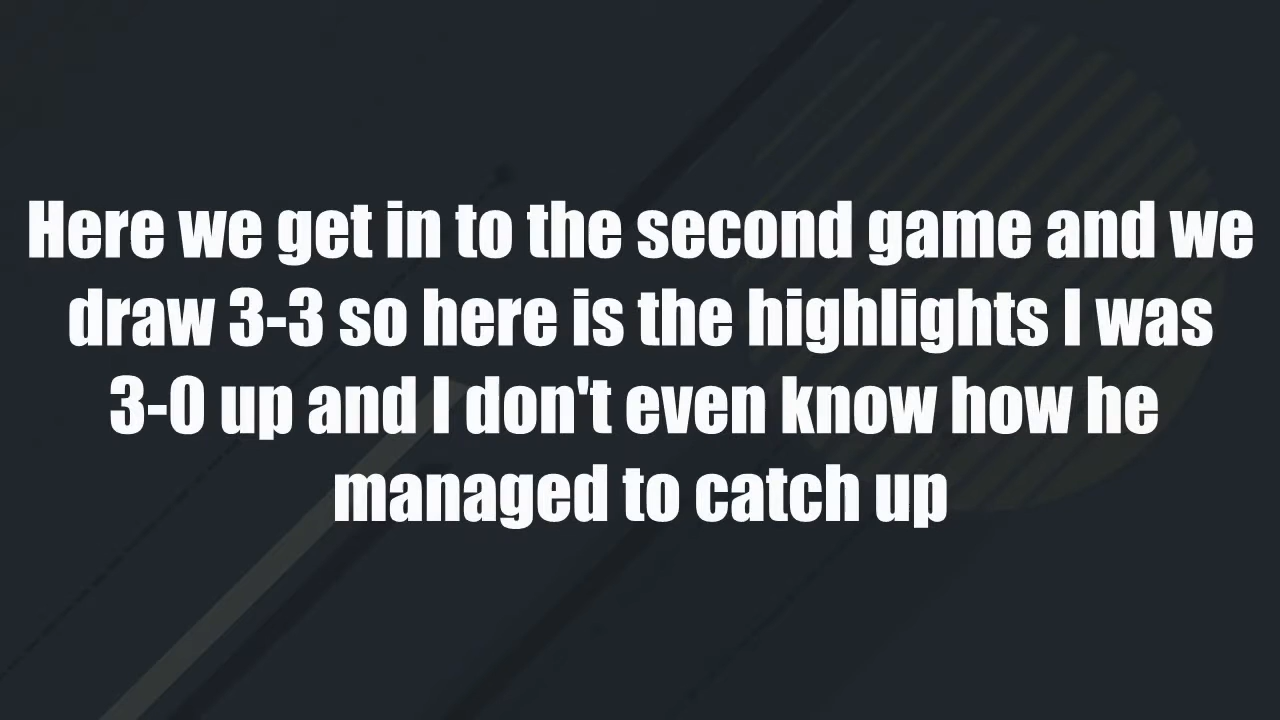 Here we get in to the second game and we
draw 3-3 so here is the highlights I was
3-0 up and I don't even know how he
managed to catch up